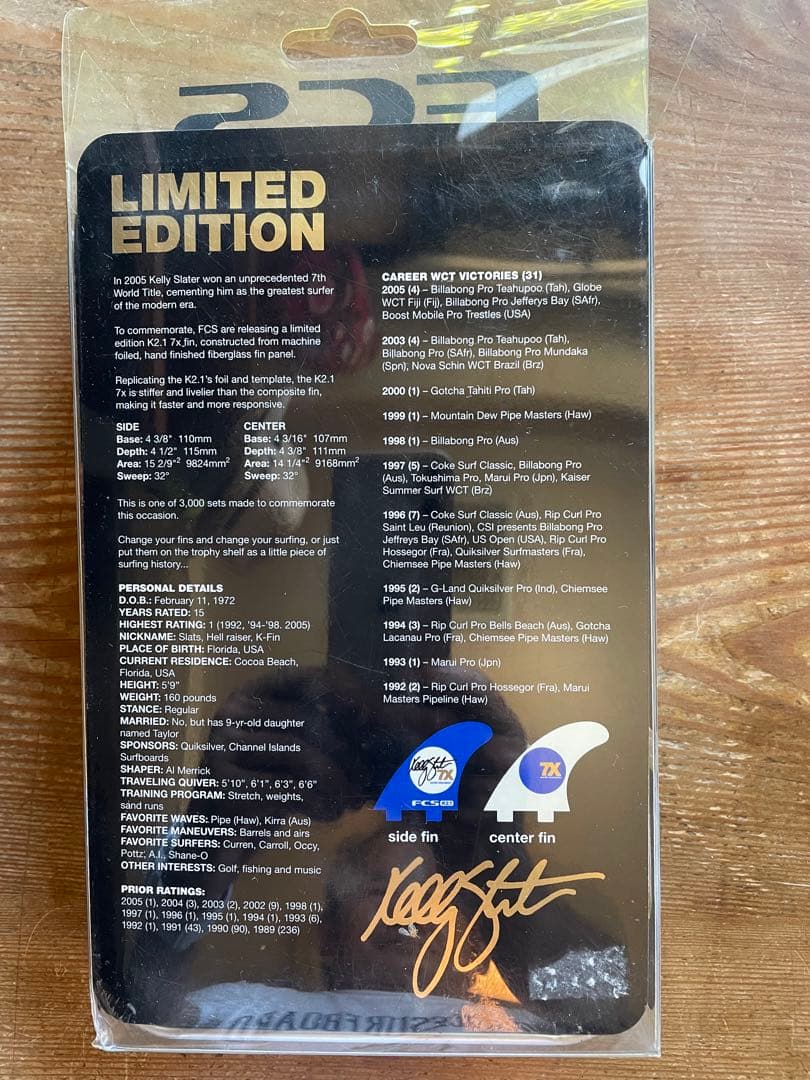 FCS
LIMITED
EDITION
In 2005 Kelly Slater won an unprecedented 7th
World Title, cementing him as the greatest surfer
of the modern era.
To commemorate, FCS are releasing a limited
edition K2.1 7x fin, constructed from machine
foiled, hand finished fiberglass fin panel.
Replicating the K2.1's foil and template, the K2.1
7x is stiffer and livelier than the composite fin,
making it faster and more responsive.
SIDE
Base: 4 3/8" 110mm
Depth: 4 1/2" 115mm
Area: 15 2/9"² 9824mm²
Sweep: 32°
CENTER
Base: 4 3/16" 107mm
Depth: 4 3/8" 111mm
Area: 14 1/4"² 9168mm²
Sweep: 32°
This is one of 3,000 sets made to commemorate
this occasion.
Change your fins and change your surfing, or just
put them on the trophy shelf as a little piece of
surfing history...
PERSONAL DETAILS
D.O.B.: February 11, 1972
YEARS RATED: 15
HIGHEST RATING: 1 (1992, '94-'98. 2005)
NICKNAME: Slats, Hell raiser, K-Fin
PLACE OF BIRTH: Florida, USA
CURRENT RESIDENCE: Cocoa Beach,
Florida, USA
HEIGHT: 5'9"
WEIGHT: 160 pounds
STANCE: Regular
MARRIED: No, but has 9-yr-old daughter
named Taylor
SPONSORS: Quiksilver, Channel Islands
Surfboards
SHAPER: Al Merrick
TRAVELING QUIVER: 5'10", 6'1", 6'3", 6'6"
TRAINING PROGRAM: Stretch, weights,
sand runs
FAVORITE WAVES: Pipe (Haw), Kirra (Aus)
FAVORITE MANEUVERS: Barrels and airs
FAVORITE SURFERS: Curren, Carroll, Occy,
Pottz, A.I., Shane-O
OTHER INTERESTS: Golf, fishing and music
PRIOR RATINGS:
2005 (1), 2004 (3), 2003 (2), 2002 (9), 1998 (1),
1997 (1), 1996 (1), 1995 (1), 1994 (1), 1993 (6),
1992 (1), 1991 (43), 1990 (90), 1989 (236)
CAREER WCT VICTORIES (31)
2005 (4) – Billabong Pro Teahupoo (Tah), Globe
WCT Fiji (Fij), Billabong Pro Jefferys Bay (SAfr),
Boost Mobile Pro Trestles (USA)
2003 (4) – Billabong Pro Teahupoo (Tah),
Billabong Pro (SAfr), Billabong Pro Mundaka
(Spn), Nova Schin WCT Brazil (Brz)
2000 (1) – Gotcha Tahiti Pro (Tah)
1999 (1) – Mountain Dew Pipe Masters (Haw)
1998 (1) – Billabong Pro (Aus)
1997 (5) – Coke Surf Classic, Billabong Pro
(Aus), Tokushima Pro, Marui Pro (Jpn), Kaiser
Summer Surf WCT (Brz)
1996 (7) – Coke Surf Classic (Aus), Rip Curl Pro
Saint Leu (Reunion), CSI presents Billabong Pro
Jeffreys Bay (SAfr), US Open (USA), Rip Curl Pro
Hossegor (Fra), Quiksilver Surfmasters (Fra),
Chiemsee Pipe Masters (Haw)
1995 (2) – G-Land Quiksilver Pro (Ind), Chiemsee
Pipe Masters (Haw)
1994 (3) – Rip Curl Pro Bells Beach (Aus), Gotcha
Lacanau Pro (Fra), Chiemsee Pipe Masters (Haw)
1993 (1) – Marui Pro (Jpn)
1992 (2) – Rip Curl Pro Hossegor (Fra), Marui
Masters Pipeline (Haw)
Kelly Slater
7X
FCS
7X
side fin
center fin
Kelly Slater